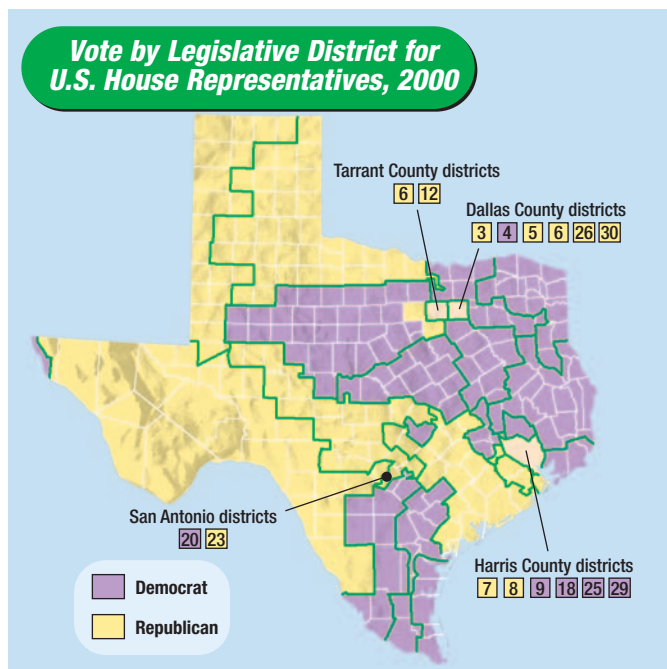 Vote by Legislative District for
U.S. House Representatives, 2000
Tarrant County districts
6 12
Dallas County districts
3 4 5 6 26 30
San Antonio districts
20 23
Harris County districts
7 8 9 18 25 29
Democrat
Republican